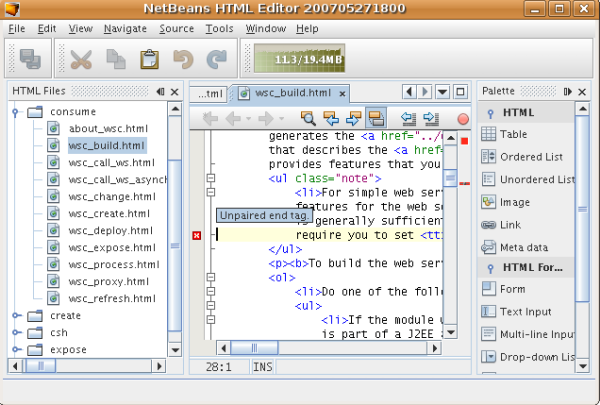 NetBeans HTML Editor 200705271800
File Edit View Navigate Source Tools Window Help
11.3/19.4MB
HTML Files
consume
about_wsc.html
wsc_build.html
wsc_call_ws.html
wsc_call_ws_asynch
wsc_change.html
wsc_create.html
wsc_deploy.html
wsc_expose.html
wsc_process.html
wsc_proxy.html
wsc_refresh.html
create
csh
expose
...tml
wsc_build.html
generates the <a href="../
that describes the <a href
provides features that you
<ul class="note">
<li>For simple web serv
features for the web se
is generally sufficient
require you to set <tt
</ul>
<p><b>To build the web serv
<ol>
<li>Do one of the follo
<ul>
<li>If the module w
is part of a J2EE
Unpaired end tag.
28:1 INS
Palette
HTML
Table
Ordered List
Unordered List
Image
Link
Meta data
HTML For...
Form
Text Input
Multi-line Input
Drop-down List